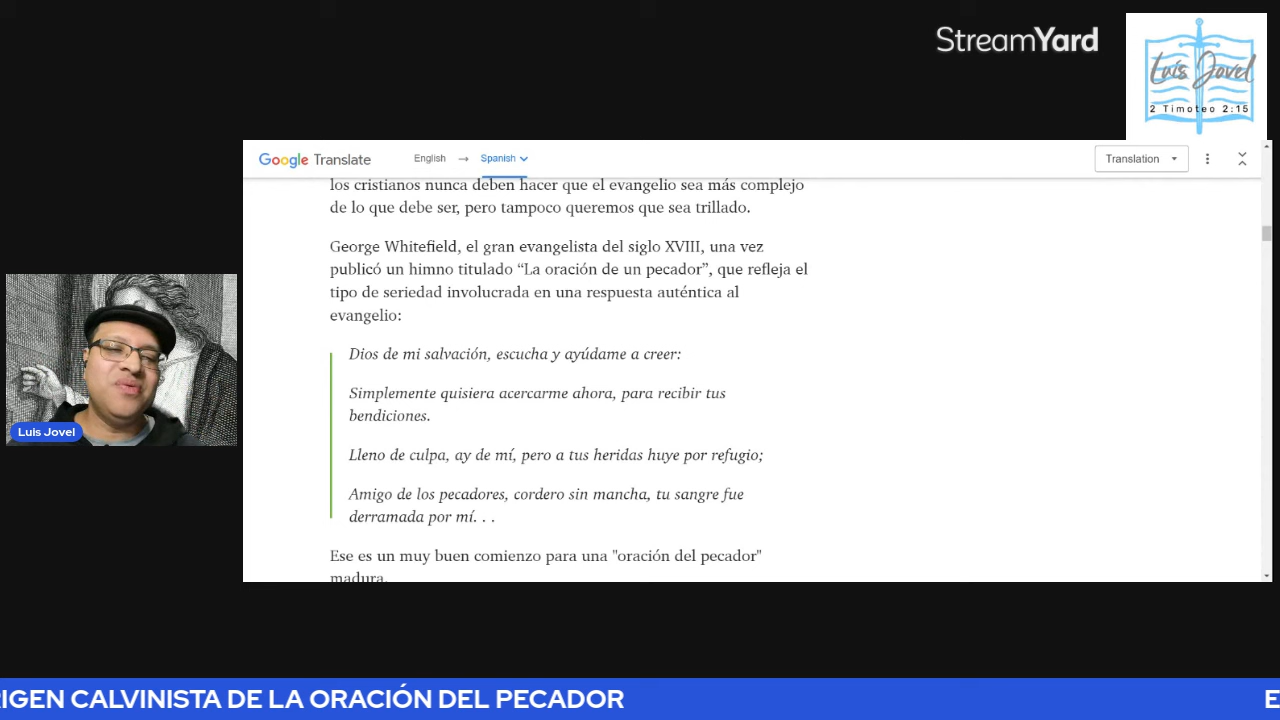 StreamYard
Luis Jovel
2 Timoteo 2:15
Google Translate
English → Spanish
Translation
los cristianos nunca deben hacer que el evangelio sea más complejo
de lo que debe ser, pero tampoco queremos que sea trillado.
George Whitefield, el gran evangelista del siglo XVIII, una vez
publicó un himno titulado “La oración de un pecador”, que refleja el
tipo de seriedad involucrada en una respuesta auténtica al
evangelio:
Dios de mi salvación, escucha y ayúdame a creer:
Simplemente quisiera acercarme ahora, para recibir tus
bendiciones.
Lleno de culpa, ay de mí, pero a tus heridas huye por refugio;
Amigo de los pecadores, cordero sin mancha, tu sangre fue
derramada por mí. . .
Ese es un muy buen comienzo para una "oración del pecador"
madura.
Luis Jovel
RIGEN CALVINISTA DE LA ORACIÓN DEL PECADOR
E